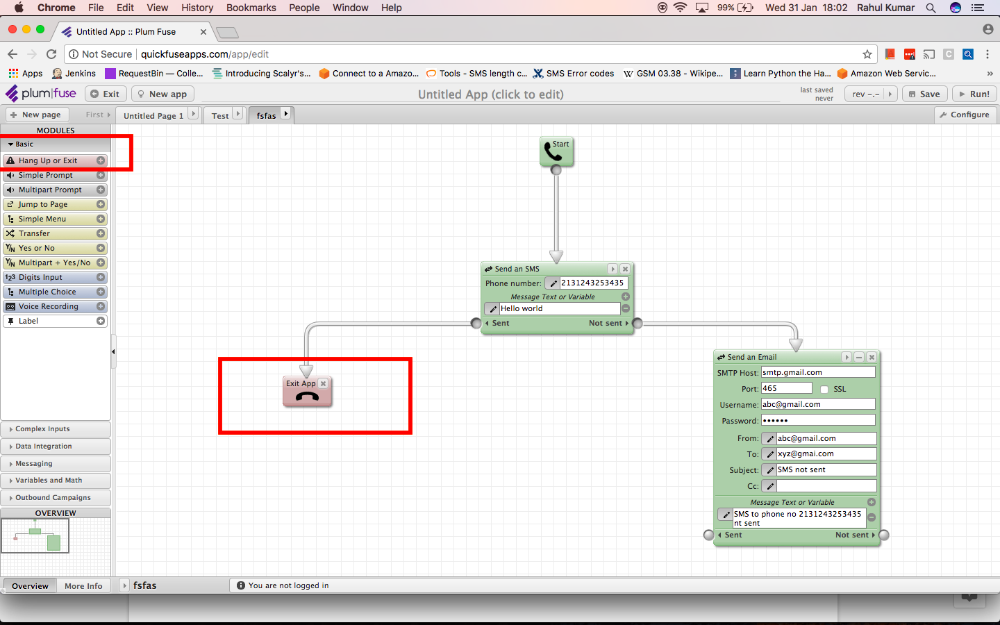 Chrome File Edit View History Bookmarks People Window Help 99% Wed 31 Jan 18:02 Rahul Kumar
Untitled App :: Plum Fuse
Not Secure quickfuseapps.com/app/edit
Apps Jenkins RequestBin — Colle... Introducing Scalyr's... Connect to a Amazo... Tools - SMS length c... SMS Error codes W GSM 03.38 - Wikipe... Learn Python the Ha... Amazon Web Servic... »
plum|fuse Exit New app Untitled App (click to edit) last saved never rev -.- Save Run!
New page First Untitled Page 1 Test fsfas Configure
MODULES
Basic
Hang Up or Exit
Simple Prompt
Multipart Prompt
Jump to Page
Simple Menu
Transfer
Y/N Yes or No
Y/N Multipart + Yes/No
123 Digits Input
Multiple Choice
Voice Recording
Label
Complex Inputs
Data Integration
Messaging
Variables and Math
Outbound Campaigns
OVERVIEW
Overview More Info
Start
Send an SMS
Phone number: 2131243253435
Message Text or Variable
Hello world
Sent Not sent
Exit App
Send an Email
SMTP Host: smtp.gmail.com
Port: 465 SSL
Username: abc@gmail.com
Password: ••••••
From: abc@gmail.com
To: xyz@gmai.com
Subject: SMS not sent
Cc:
Message Text or Variable
SMS to phone no 2131243253435
nt sent
Sent Not sent
fsfas You are not logged in